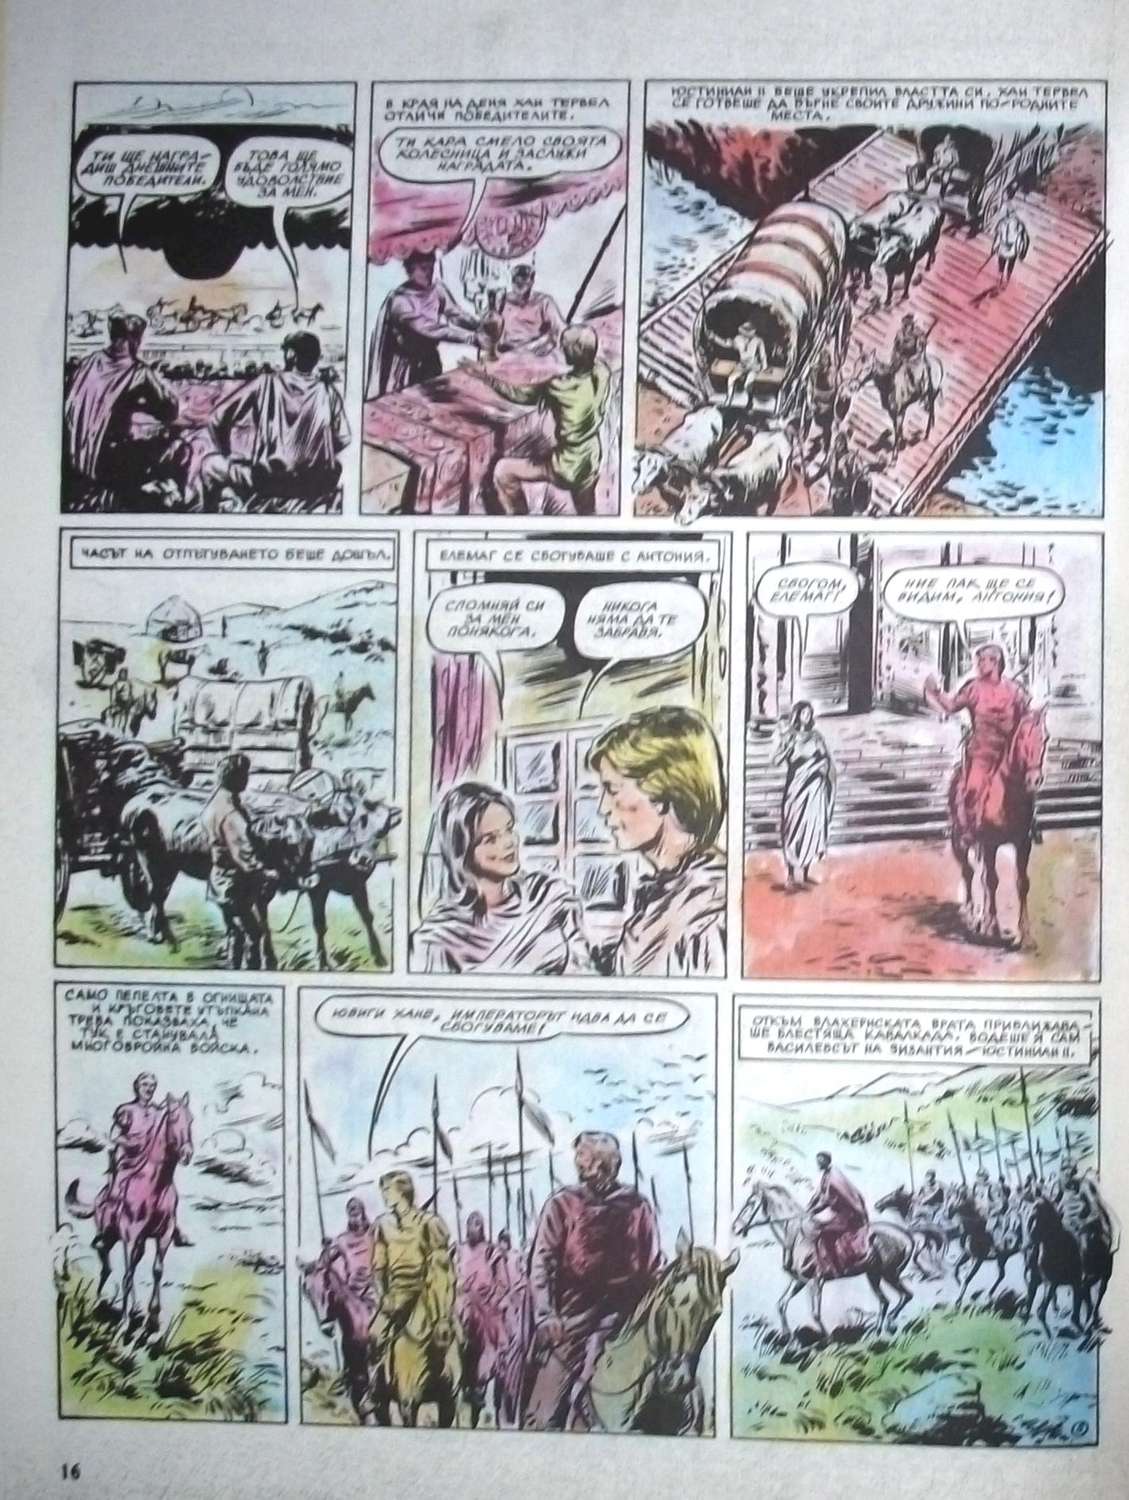 ТИ ЩЕ НАГРА-
ДИШ ДНЕШНИТЕ
ПОБЕДИТЕЛИ.
ТОВА ЩЕ
БЪДЕ ГОЛЯМО
УДОВОЛСТВИЕ
ЗА МЕН.
В КРАЯ НА ДЕНЯ ХАН ТЕРВЕЛ
ОТЛИЧИ ПОБЕДИТЕЛИТЕ.
ТИ КАРА СМЕЛО СВОЯТА
КОЛЕСНИЦА И ЗАСЛУЖИ
НАГРАДАТА.
ЮСТИНИАН II БЕШЕ УКРЕПИЛ ВЛАСТТА СИ. ХАН ТЕРВЕЛ
СЕ ГОТВЕШЕ ДА ВЪРНЕ СВОИТЕ ДРУЖИНИ ПО РОДНИТЕ
МЕСТА.
ЧАСЪТ НА ОТПЪТУВАНЕТО БЕШЕ ДОШЪЛ.
ЕЛЕМАГ СЕ СБОГУВАШЕ С АНТОНИЯ.
СПОМНЯЙ СИ
ЗА МЕН
ПОНЯКОГА.
НИКОГА
НЯМА ДА ТЕ
ЗАБРАВЯ.
СБОГОМ,
ЕЛЕМАГ!
НИЕ ПАК ЩЕ СЕ
ВИДИМ, АНТОНИЯ!
САМО ПЕПЕЛТА В ОГНИЩАТА
И КРЪГОВЕТЕ УТЪПКАНА
ТРЕВА ПОКАЗВАХА, ЧЕ
ТУК Е СТАНУВАЛА
МНОГОБРОЙНА ВОЙСКА.
ЮВИГИ ХАНЕ, ИМПЕРАТОРЪТ ИДВА ДА СЕ
СБОГУВАМЕ!
ОТКЪМ ВЛАХЕРНСКАТА ВРАТА ПРИБЛИЖАВА-
ШЕ БЛЕСТЯЩА КАВАЛКАДА. ВОДЕШЕ Я САМ
ВАСИЛЕВСЪТ НА ВИЗАНТИЯ – ЮСТИНИАН II.
16